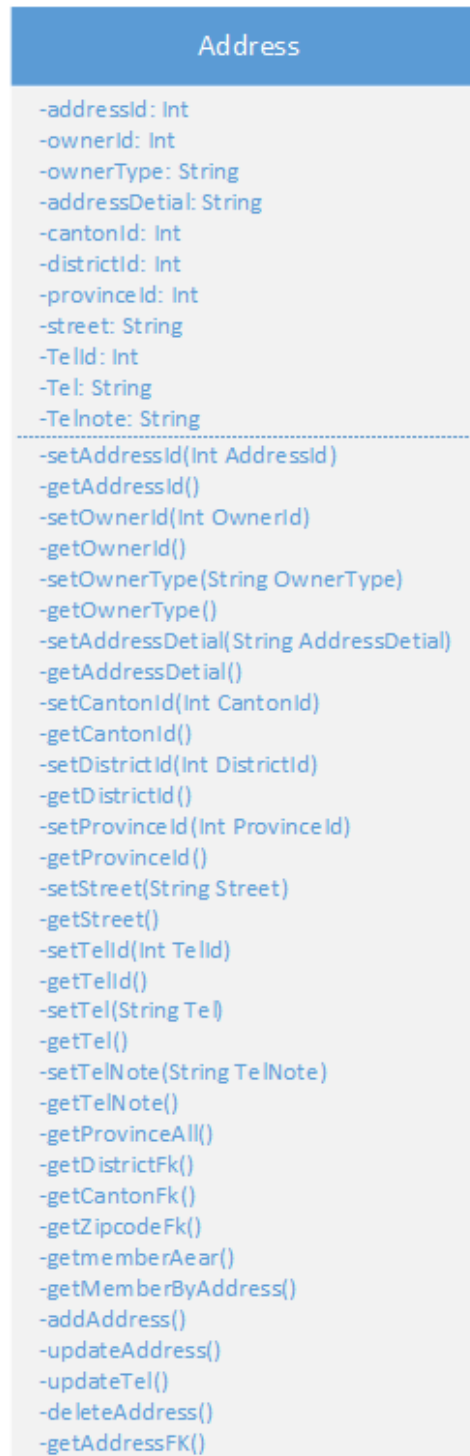 Address
-addressId: Int
-ownerId: Int
-ownerType: String
-addressDetial: String
-cantonId: Int
-districtId: Int
-provinceId: Int
-street: String
-TelId: Int
-Tel: String
-Telnote: String
-setAddressId(Int AddressId)
-getAddressId()
-setOwnerId(Int OwnerId)
-getOwnerId()
-setOwnerType(String OwnerType)
-getOwnerType()
-setAddressDetial(String AddressDetial)
-getAddressDetial()
-setCantonId(Int CantonId)
-getCantonId()
-setDistrictId(Int DistrictId)
-getDistrictId()
-setProvinceId(Int ProvinceId)
-getProvinceId()
-setStreet(String Street)
-getStreet()
-setTelId(Int TelId)
-getTelId()
-setTel(String Tel)
-getTel()
-setTelNote(String TelNote)
-getTelNote()
-getProvinceAll()
-getDistrictFk()
-getCantonFk()
-getZipcodeFk()
-getmemberAear()
-getMemberByAddress()
-addAddress()
-updateAddress()
-updateTel()
-deleteAddress()
-getAddressFK()